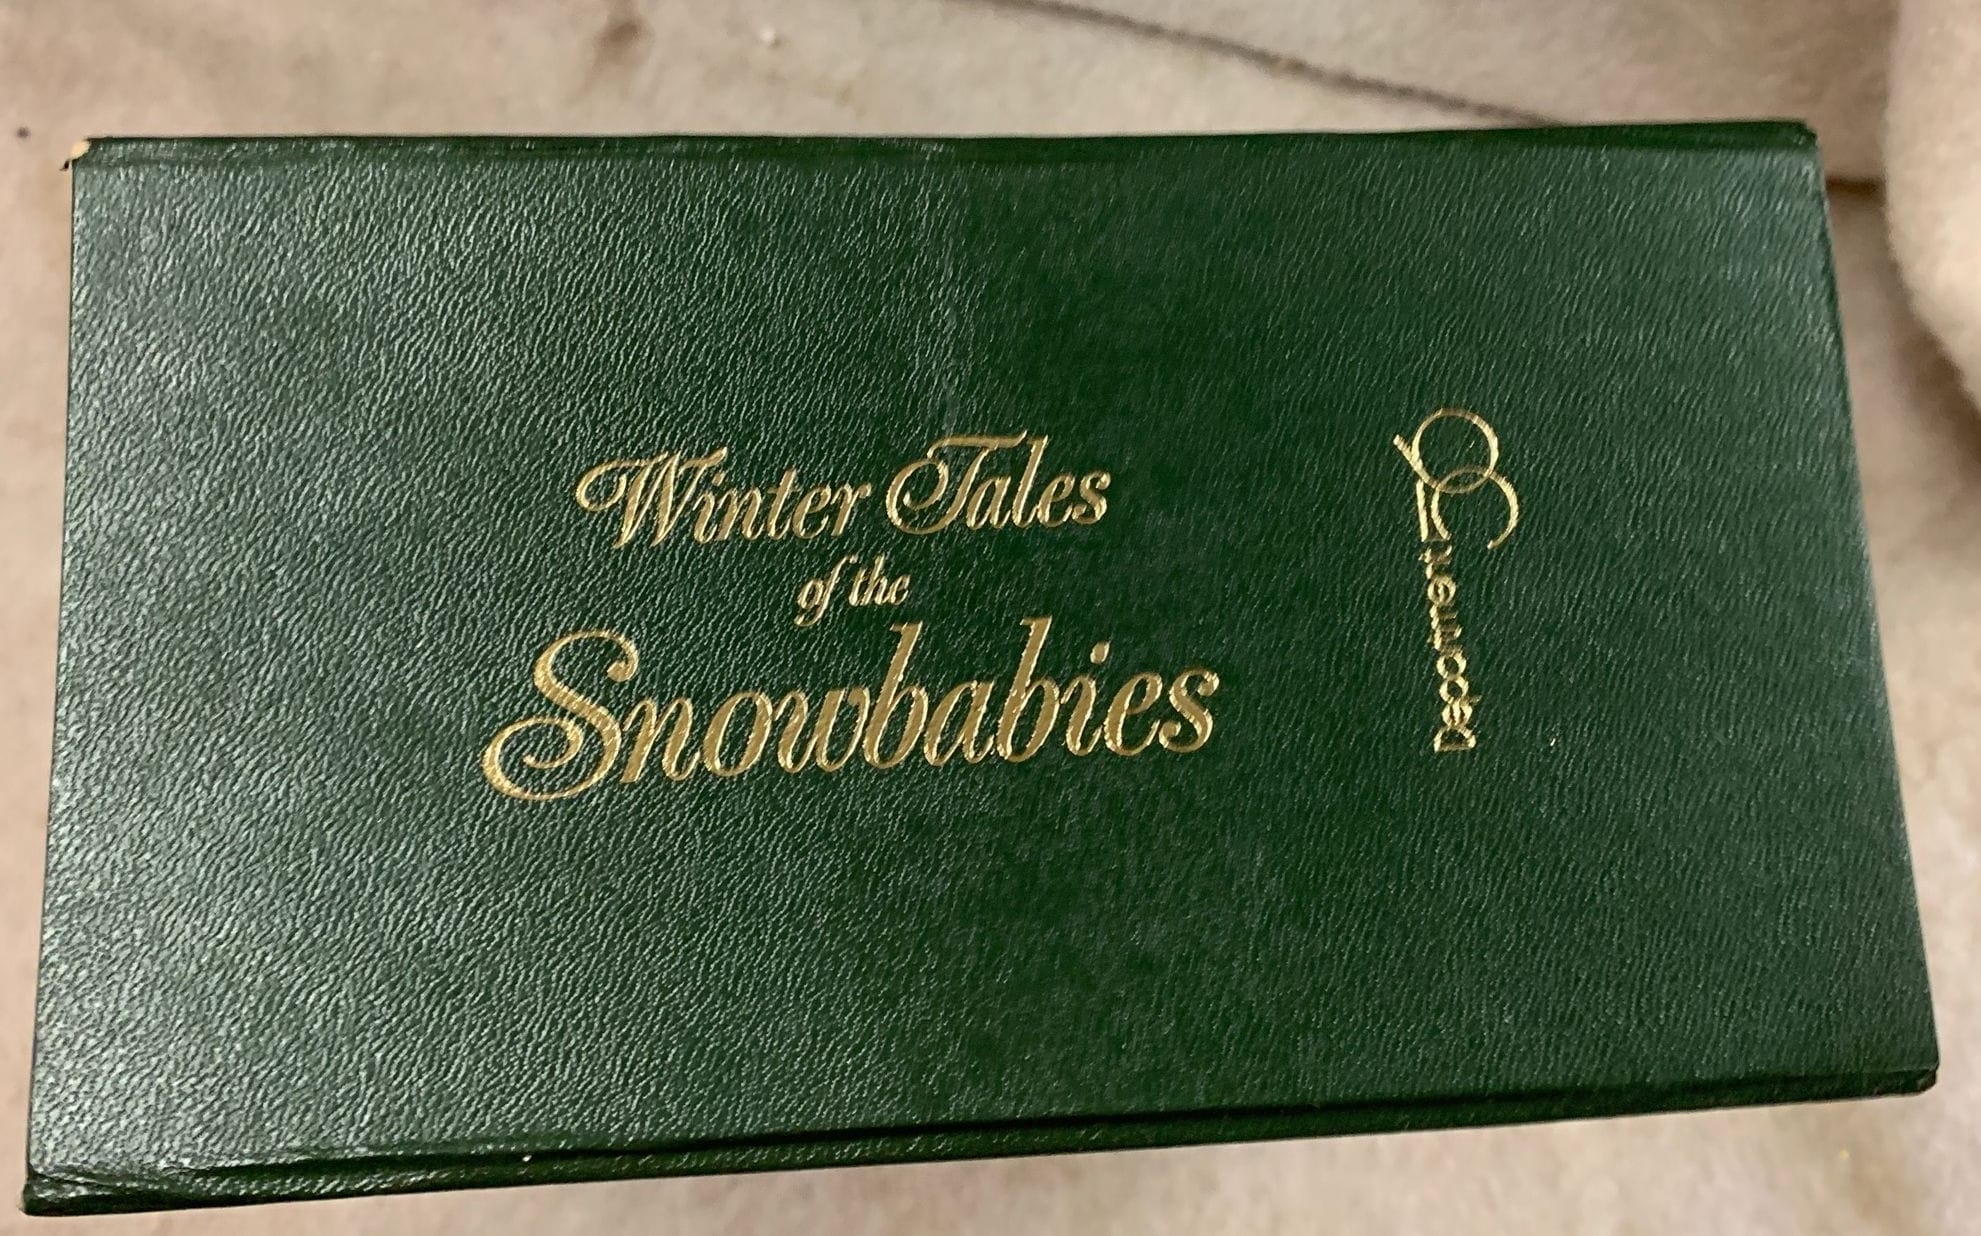 Winter Tales
of the
Snowbabies
Department 56